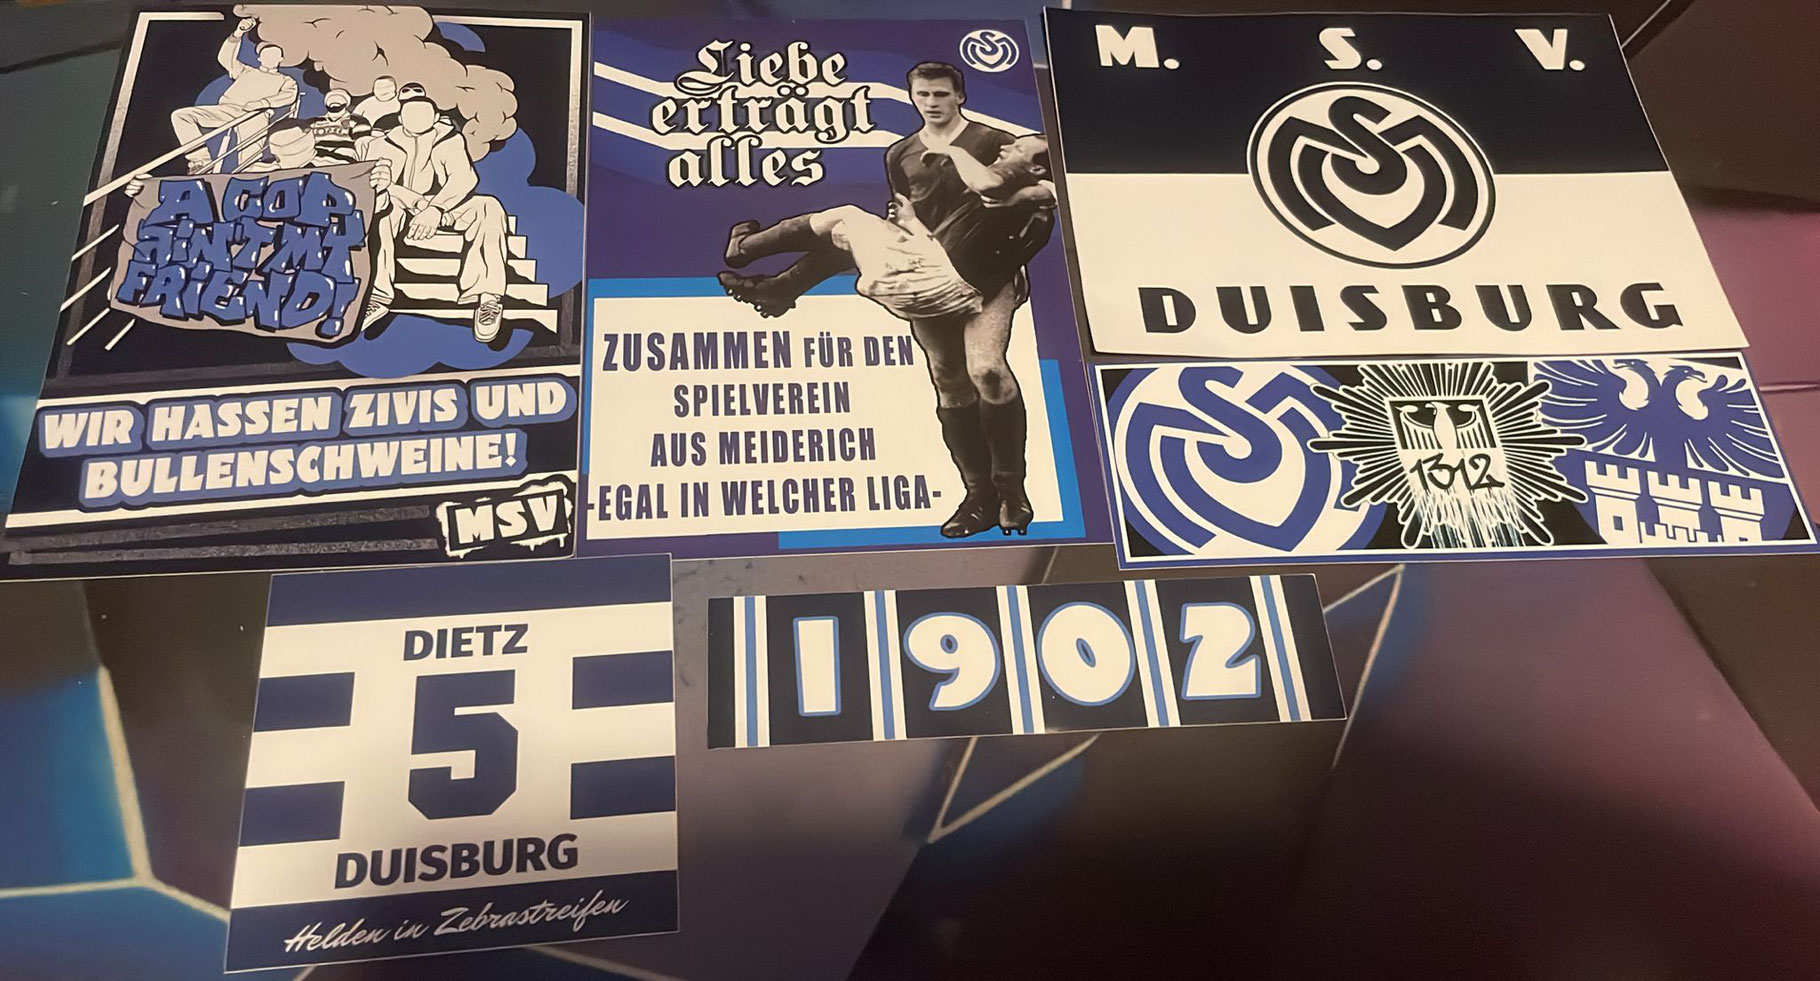 A COP
AIN'T MY
FRIEND!
WIR HASSEN ZIVIS UND
BULLENSCHWEINE!
MSV
Liebe
erträgt
alles
ZUSAMMEN FÜR DEN
SPIELVEREIN
AUS MEIDERICH
-EGAL IN WELCHER LIGA-
M. S. V.
MSV
DUISBURG
1312
DIETZ
5
DUISBURG
Helden in Zebrastreifen
1902